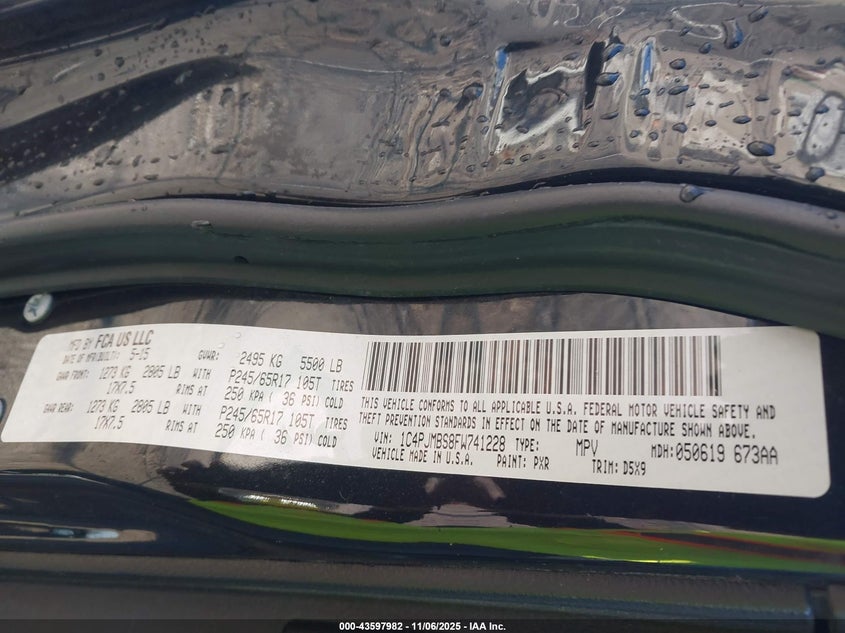 MFD BY FCA US LLC
DATE OF MFR/BUILT: 5-15 GVWR: 2495 KG 5500 LB
GAWR FRONT: 1273 KG 2805 LB WITH P245/65R17 105T TIRES
17X7.5 RIMS AT 250 KPA ( 36 PSI) COLD
GAWR REAR: 1273 KG 2805 LB WITH P245/65R17 105T TIRES
17X7.5 RIMS AT 250 KPA ( 36 PSI) COLD
THIS VEHICLE CONFORMS TO ALL APPLICABLE U.S.A. FEDERAL MOTOR VEHICLE SAFETY AND
THEFT PREVENTION STANDARDS IN EFFECT ON THE DATE OF MANUFACTURE SHOWN ABOVE.
VIN: 1C4PJMBS8FW741228 TYPE: MPV MDH: 050619 673AA
VEHICLE MADE IN U.S.A. PAINT: PXR TRIM: D5X9
000-43597982 - 11/06/2025 - IAA Inc.